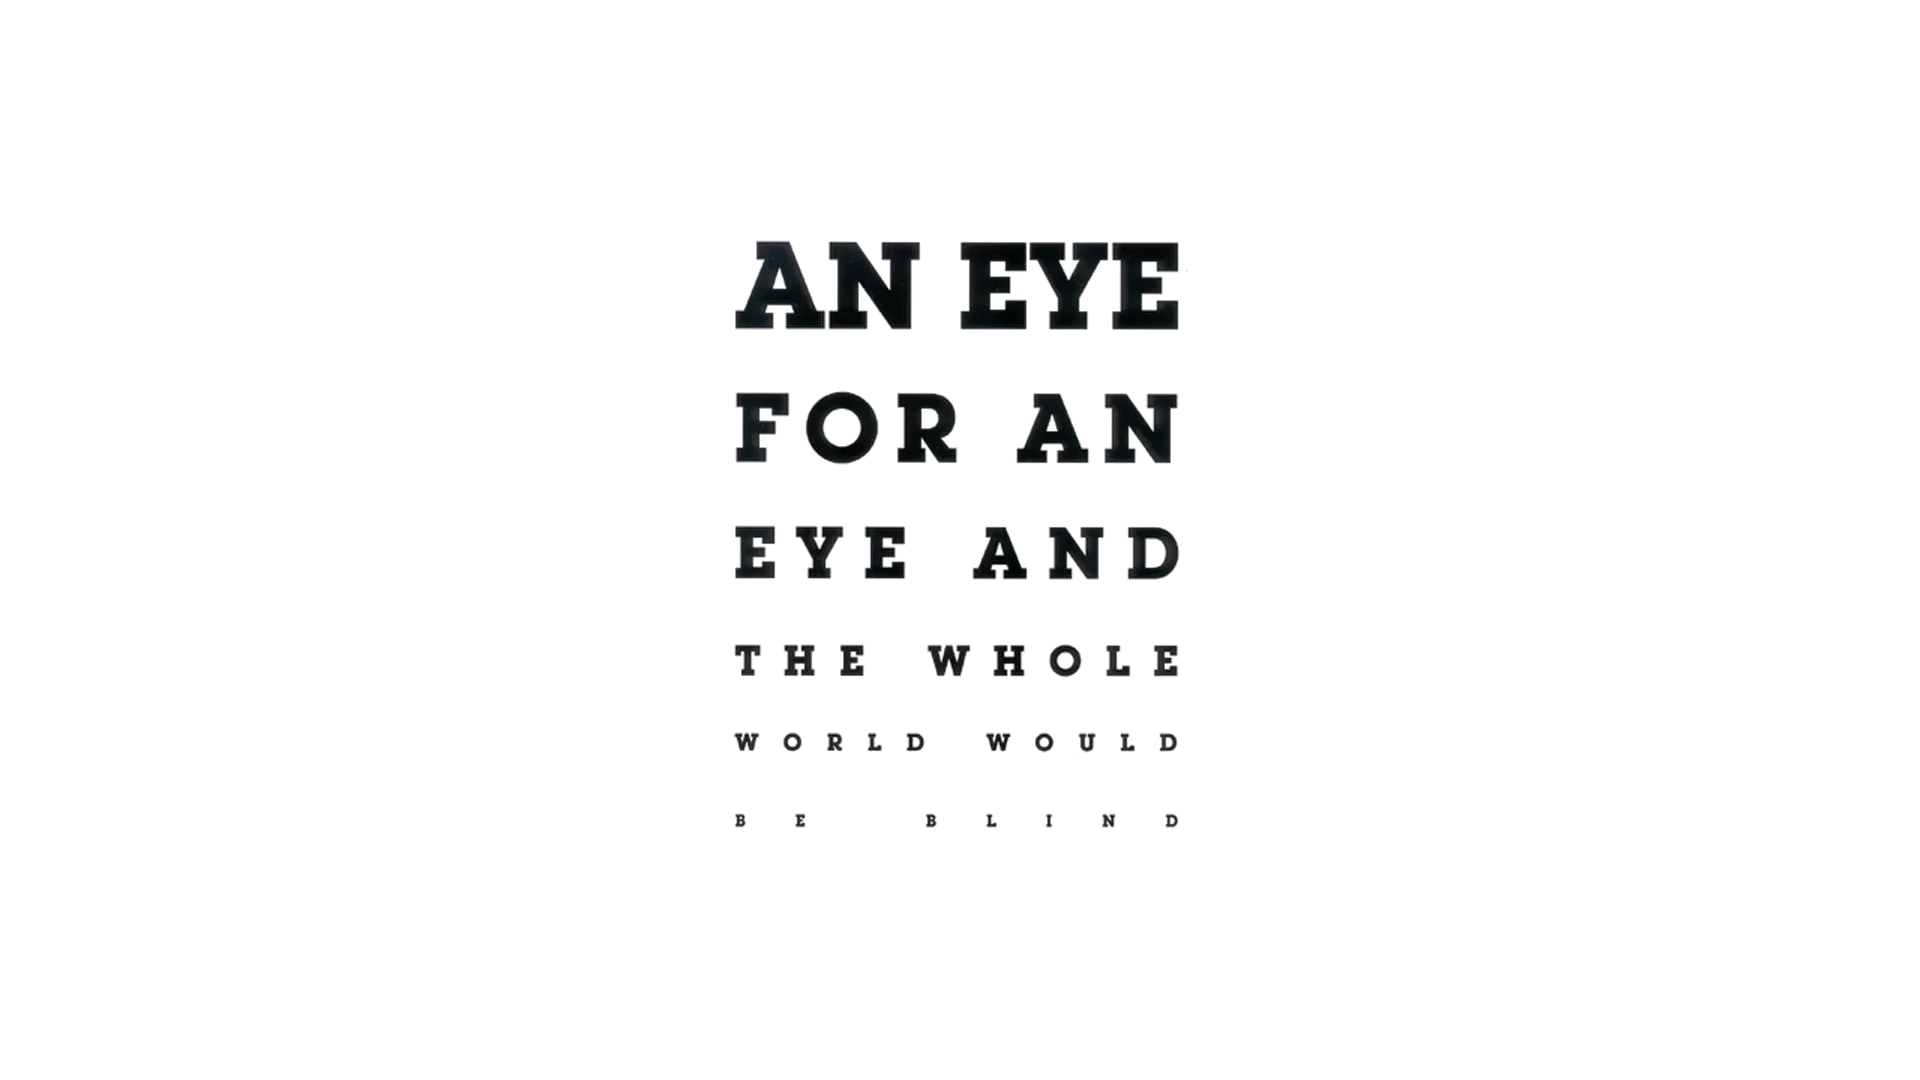 AN EYE
FOR AN
EYE AND
THE WHOLE
WORLD WOULD
BE BLIND